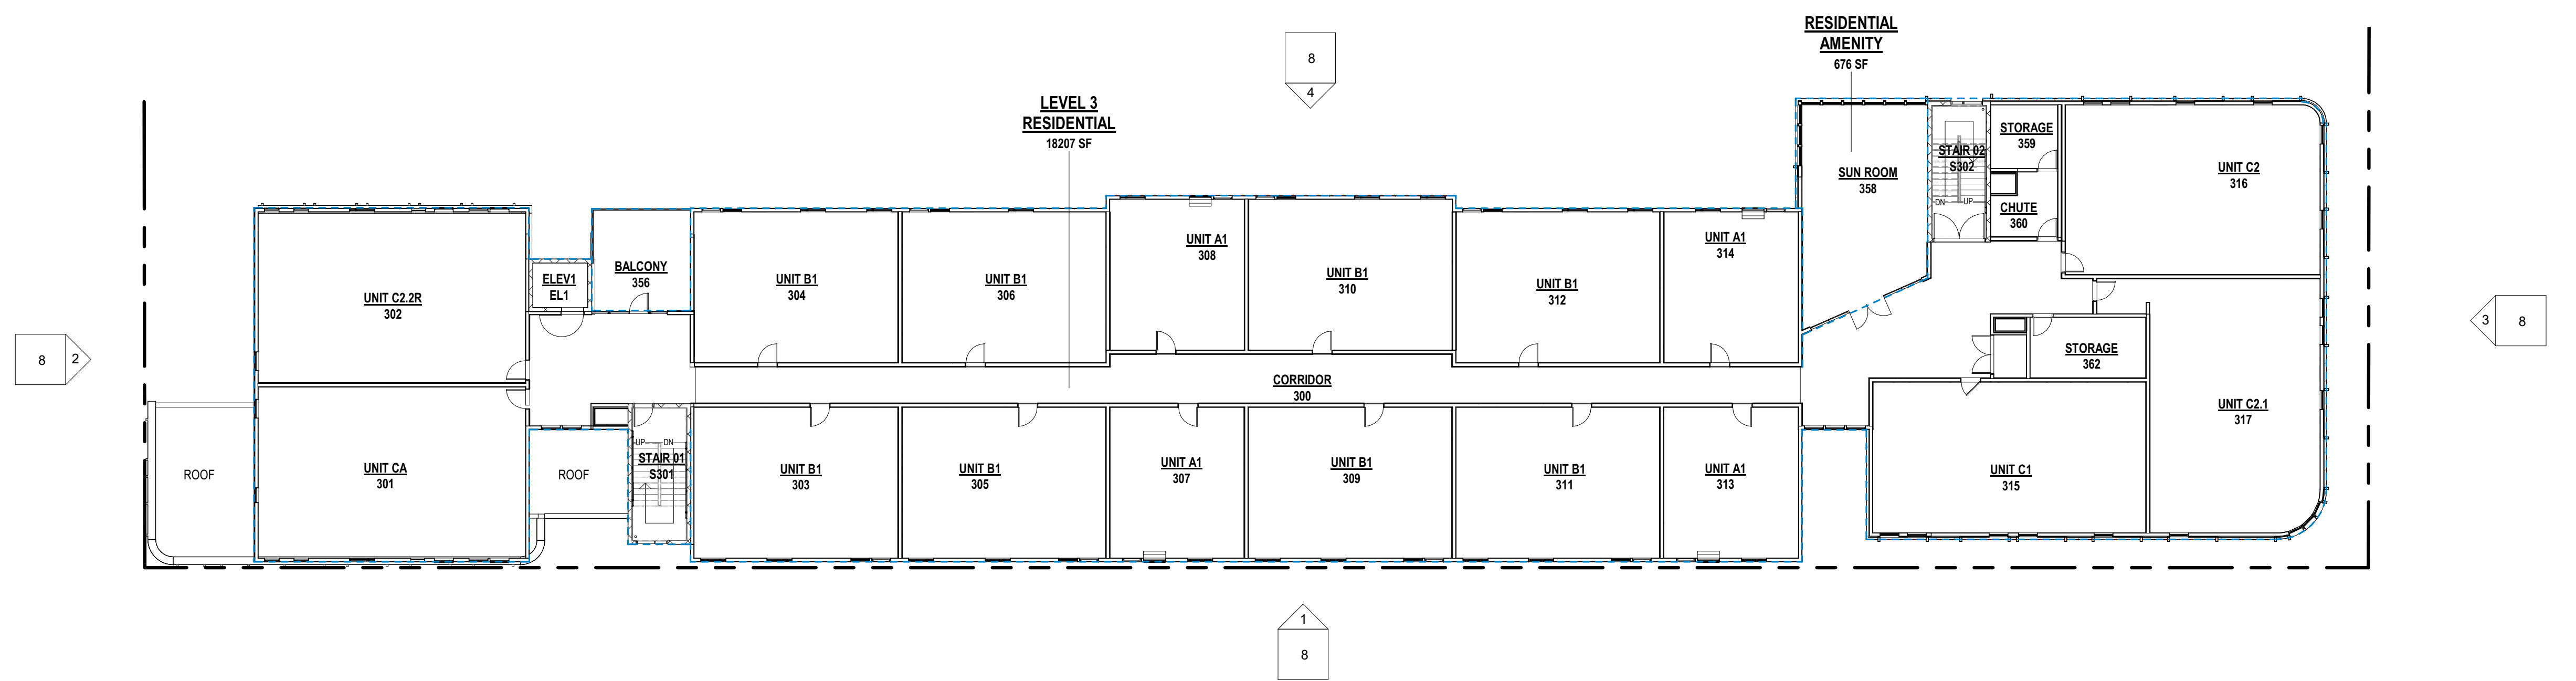 RESIDENTIAL
AMENITY
676 SF
8
4
LEVEL 3
RESIDENTIAL
18207 SF
STORAGE
359
STAIR 02
S302
UNIT C2
316
SUN ROOM
358
DN
UP
CHUTE
360
UNIT A1
308
UNIT A1
314
BALCONY
356
ELEV1
EL1
UNIT B1
304
UNIT B1
306
UNIT B1
310
UNIT B1
312
UNIT C2.2R
302
8
2
3
8
STORAGE
362
CORRIDOR
300
UNIT C2.1
317
UP
DN
STAIR 01
S301
ROOF
UNIT CA
301
ROOF
UNIT B1
303
UNIT B1
305
UNIT A1
307
UNIT B1
309
UNIT B1
311
UNIT A1
313
UNIT C1
315
1
8